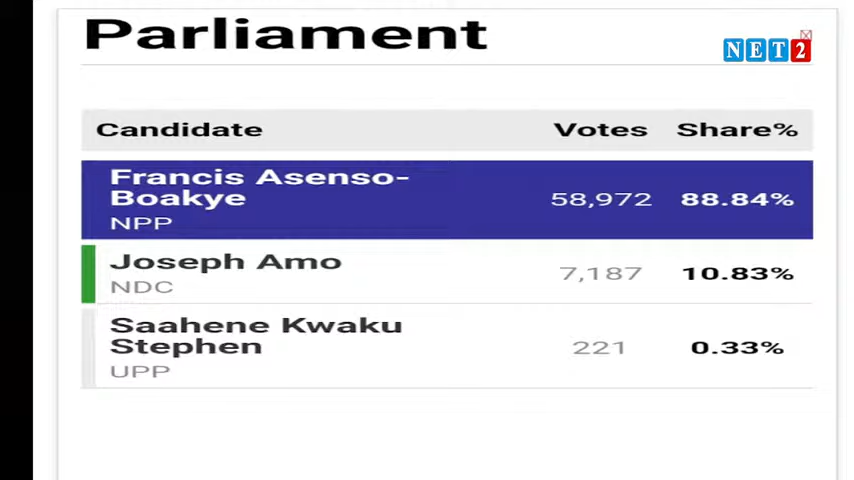 Parliament
NET2
Candidate Votes Share%
Francis Asenso-
Boakye
NPP
58,972 88.84%
Joseph Amo
NDC
7,187 10.83%
Saahene Kwaku
Stephen
UPP
221 0.33%